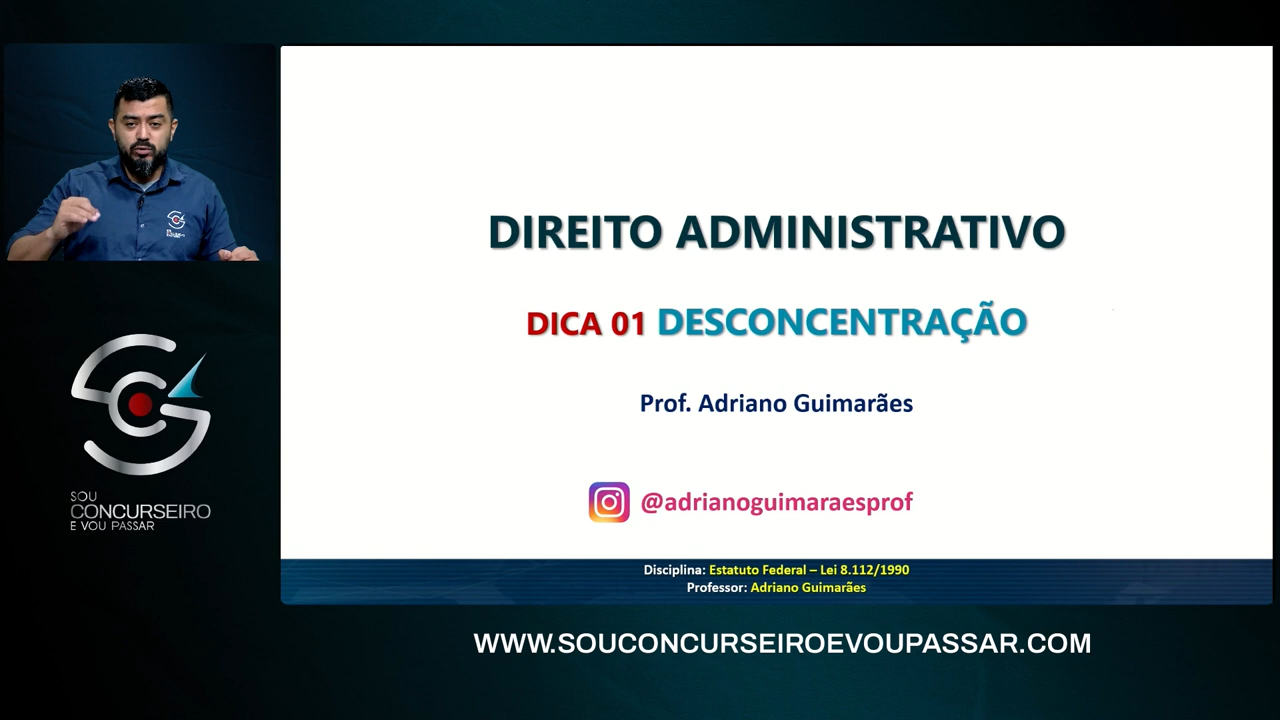 DIREITO ADMINISTRATIVO
DICA 01 DESCONCENTRAÇÃO
Prof. Adriano Guimarães
@adrianoguimaraesprof
SOU
CONCURSEIRO
E VOU PASSAR
Disciplina: Estatuto Federal – Lei 8.112/1990
Professor: Adriano Guimarães
WWW.SOUCONCURSEIROEVOUPASSAR.COM